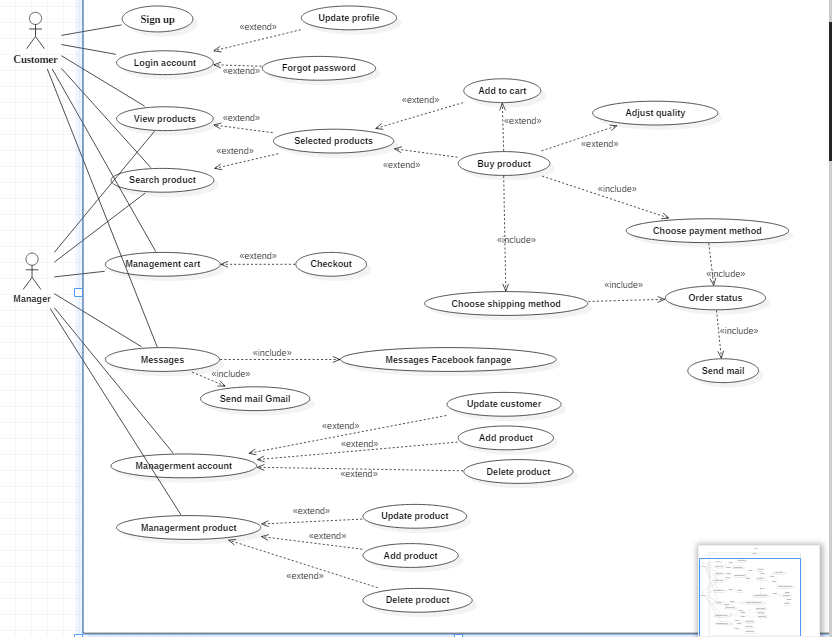 Sign up
Update profile
«extend»
Customer
Login account
Forgot password
«extend»
Add to cart
«extend»
View products
«extend»
«extend»
Adjust quality
Selected products
«extend»
«extend»
Buy product
«extend»
Search product
«include»
Choose payment method
«include»
Management cart
«extend»
Checkout
«include»
Manager
«include»
Order status
Choose shipping method
«include»
Messages
«include»
Messages Facebook fanpage
«include»
Send mail
Send mail Gmail
Update customer
«extend»
Add product
«extend»
Managerment account
«extend»
Delete product
«extend»
Update product
Managerment product
«extend»
Add product
«extend»
Delete product